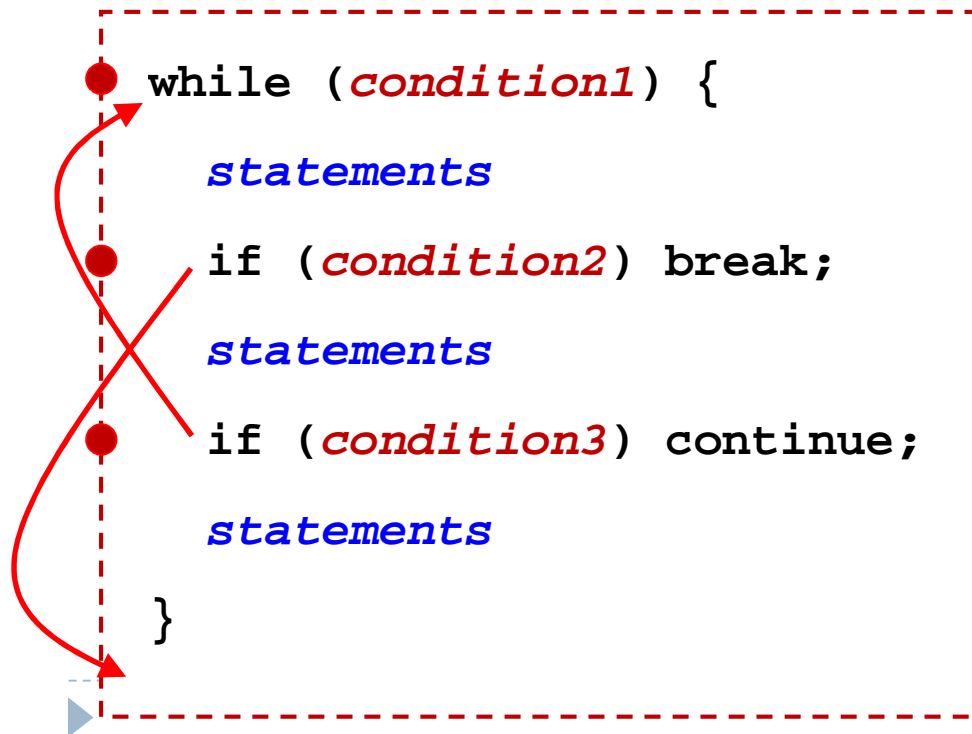 while (condition1) {
statements
if (condition2) break;
statements
if (condition3) continue;
statements
}